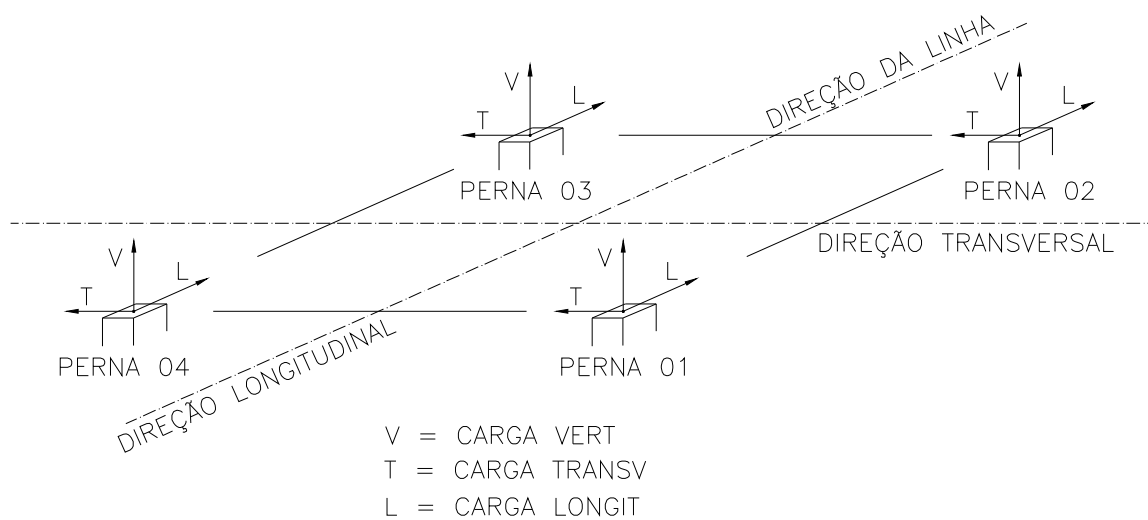 DIREÇÃO DA LINHA
V
L
T
PERNA 03
V
L
T
PERNA 02
DIREÇÃO TRANSVERSAL
V
L
T
PERNA 04
V
L
T
PERNA 01
DIREÇÃO LONGITUDINAL
V = CARGA VERT
T = CARGA TRANSV
L = CARGA LONGIT